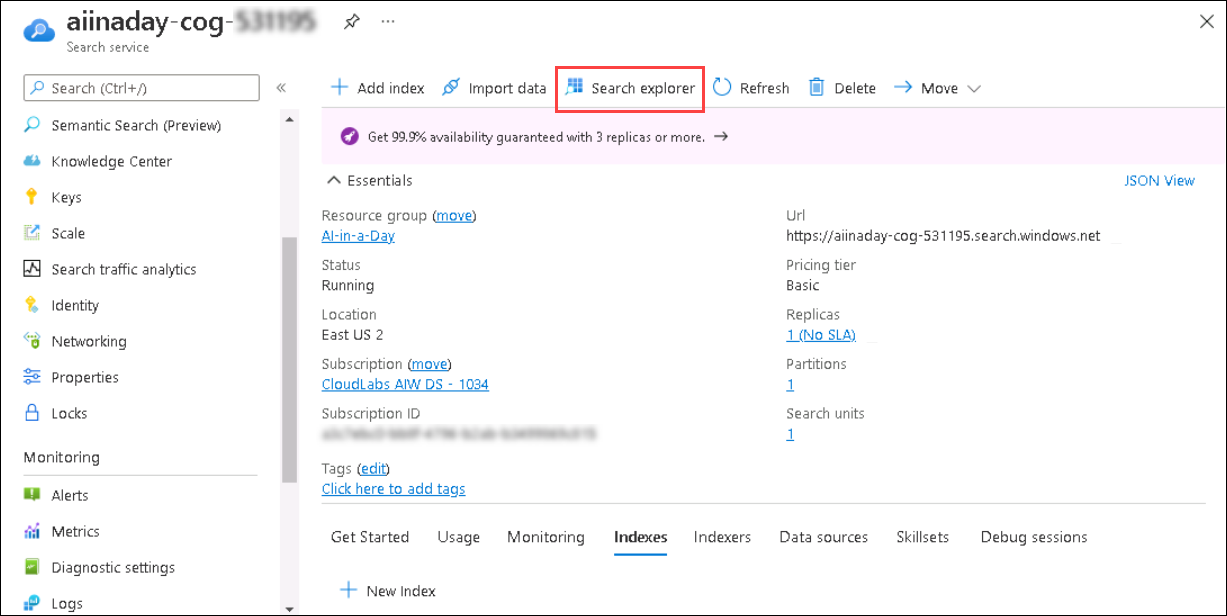 aiinaday-cog-
Search service
Search (Ctrl+/)
«
Semantic Search (Preview)
Knowledge Center
Keys
Scale
Search traffic analytics
Identity
Networking
Properties
Locks
Monitoring
Alerts
Metrics
Diagnostic settings
Logs
Add index
Import data
Search explorer
Refresh
Delete
Move
Get 99.9% availability guaranteed with 3 replicas or more. →
Essentials
JSON View
Resource group (move)
AI-in-a-Day
Status
Running
Location
East US 2
Subscription (move)
CloudLabs AIW DS - 1034
Subscription ID
Url
https://aiinaday-cog-531195.search.windows.net
Pricing tier
Basic
Replicas
1 (No SLA)
Partitions
1
Search units
1
Tags (edit)
Click here to add tags
Get Started
Usage
Monitoring
Indexes
Indexers
Data sources
Skillsets
Debug sessions
New Index